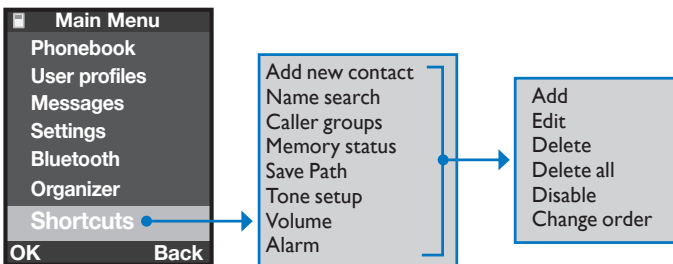 Main Menu
Phonebook
User profiles
Messages
Settings
Bluetooth
Organizer
Shortcuts
OK Back
Add new contact
Name search
Caller groups
Memory status
Save Path
Tone setup
Volume
Alarm
Add
Edit
Delete
Delete all
Disable
Change order